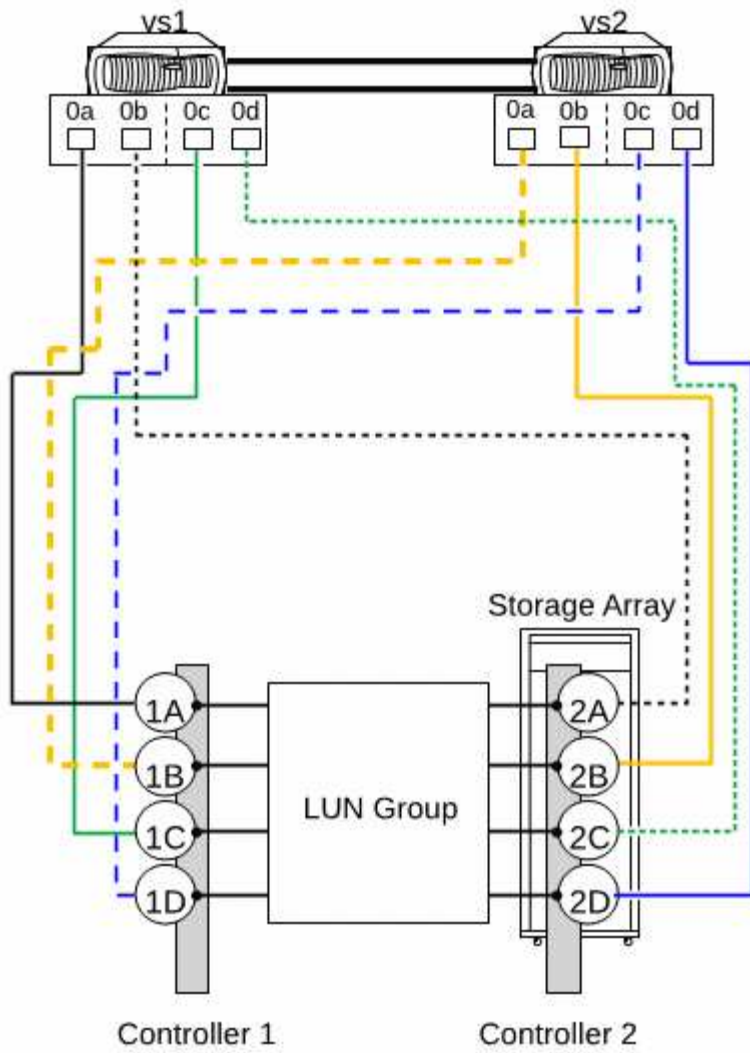 vs1 vs2
0a 0b 0c 0d 0a 0b 0c 0d
Storage Array
1A 2A
1B 2B
LUN Group
1C 2C
1D 2D
Controller 1 Controller 2